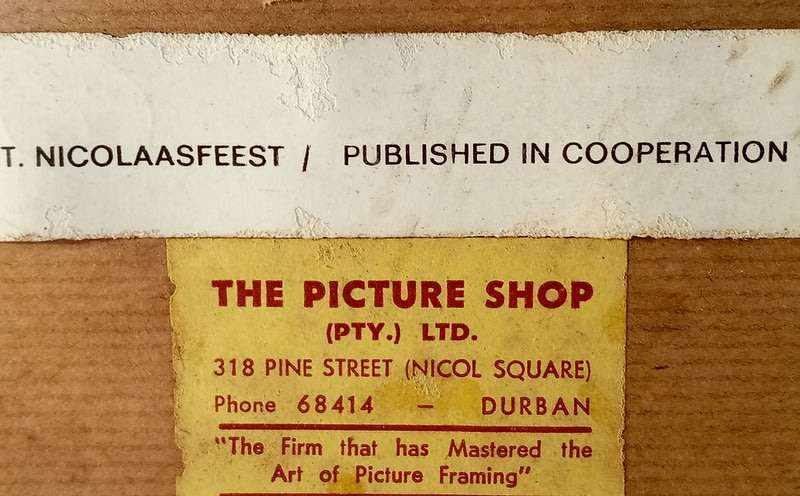 T. NICOLAASFEEST / PUBLISHED IN COOPERATION
THE PICTURE SHOP
(PTY.) LTD.
318 PINE STREET (NICOL SQUARE)
Phone 68414 – DURBAN
"The Firm that has Mastered the
Art of Picture Framing"